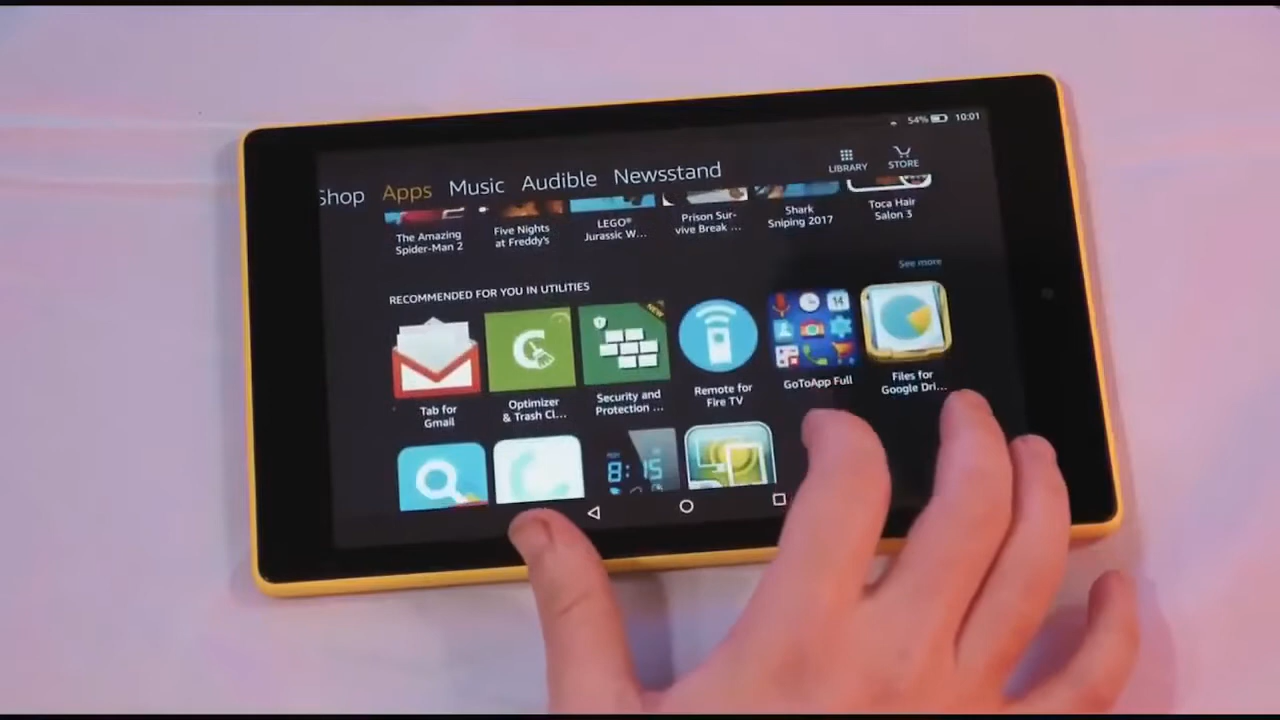 54% 10:01
Shop Apps Music Audible Newsstand
LIBRARY STORE
The Amazing
Spider-Man 2
Five Nights
at Freddy's
LEGO®
Jurassic W...
Prison Sur-
vive Break ...
Shark
Sniping 2017
Toca Hair
Salon 3
See more
RECOMMENDED FOR YOU IN UTILITIES
NEW
14
Tab for
Gmail
Optimizer
& Trash Cl...
Security and
Protection ...
Remote for
Fire TV
GoToApp Full
Files for
Google Dri...
8:15